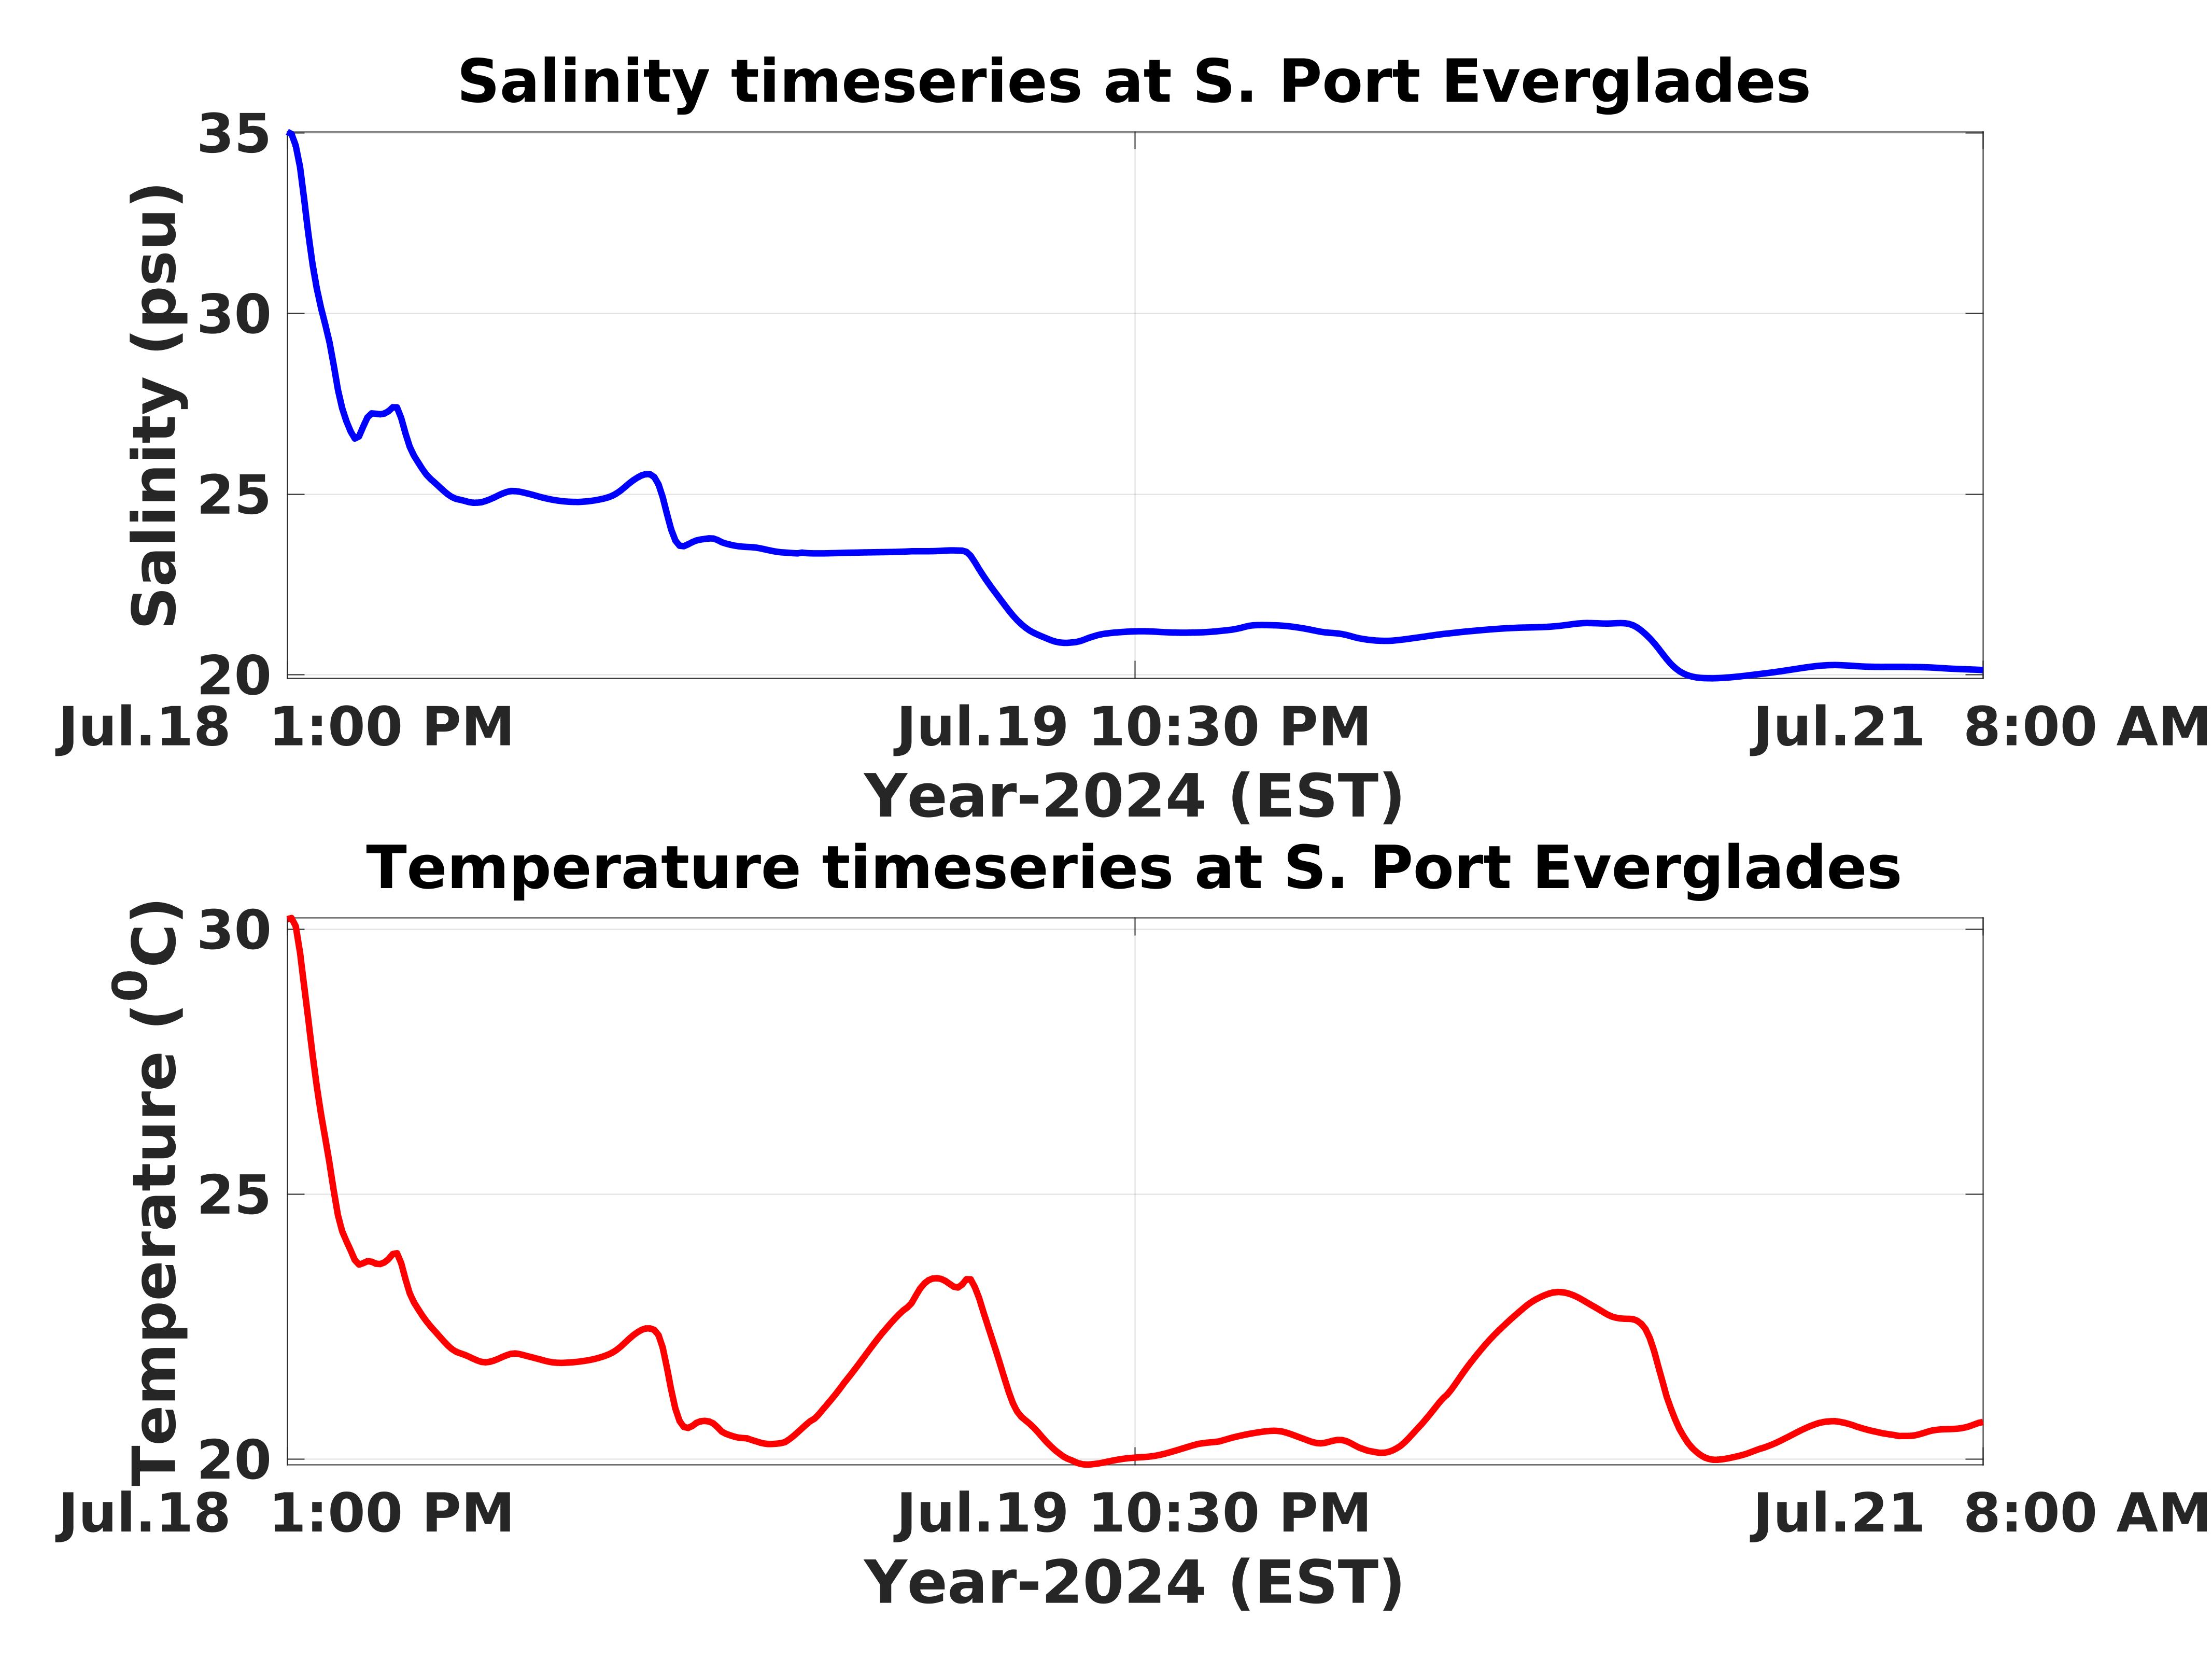 Salinity timeseries at S. Port Everglades
35
30
25
20
Salinity (psu)
Jul.18  1:00 PM
Jul.19 10:30 PM
Jul.21  8:00 AM
Year-2024 (EST)
Temperature timeseries at S. Port Everglades
30
25
20
Temperature (⁰C)
Jul.18  1:00 PM
Jul.19 10:30 PM
Jul.21  8:00 AM
Year-2024 (EST)